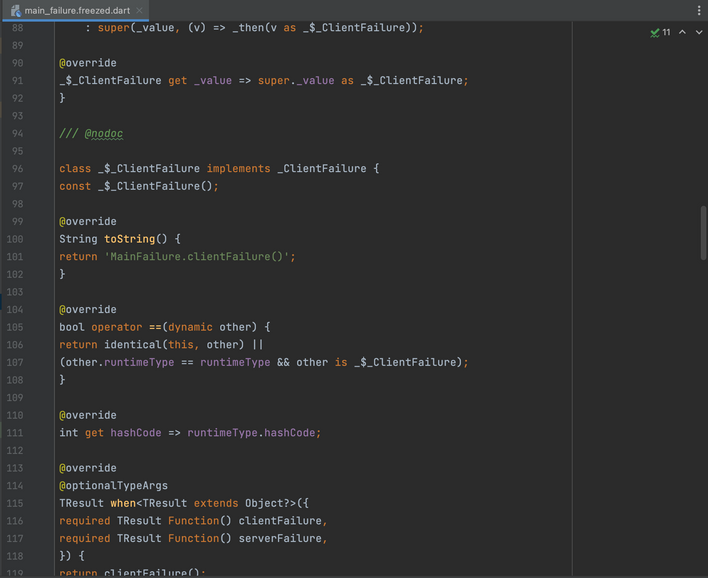 main_failure.freezed.dart
11
88 : super(_value, (v) => _then(v as _$_ClientFailure));
89
90 @override
91 _$_ClientFailure get _value => super._value as _$_ClientFailure;
92 }
93
94 /// @nodoc
95
96 class _$_ClientFailure implements _ClientFailure {
97 const _$_ClientFailure();
98
99 @override
100 String toString() {
101 return 'MainFailure.clientFailure()';
102 }
103
104 @override
105 bool operator ==(dynamic other) {
106 return identical(this, other) ||
107 (other.runtimeType == runtimeType && other is _$_ClientFailure);
108 }
109
110 @override
111 int get hashCode => runtimeType.hashCode;
112
113 @override
114 @optionalTypeArgs
115 TResult when<TResult extends Object?>({
116 required TResult Function() clientFailure,
117 required TResult Function() serverFailure,
118 }) {
119 return clientFailure();